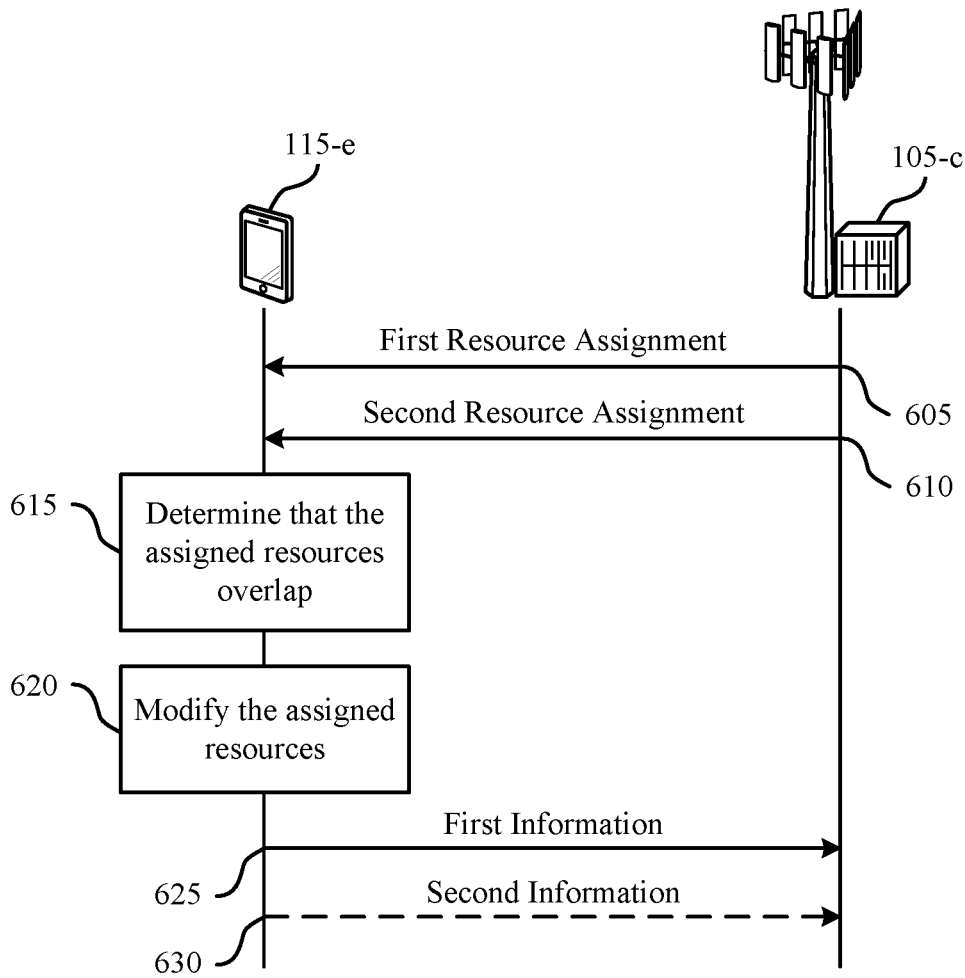 115-e
105-c
First Resource Assignment
605
Second Resource Assignment
610
615
Determine that the
assigned resources
overlap
620
Modify the assigned
resources
First Information
625
Second Information
630